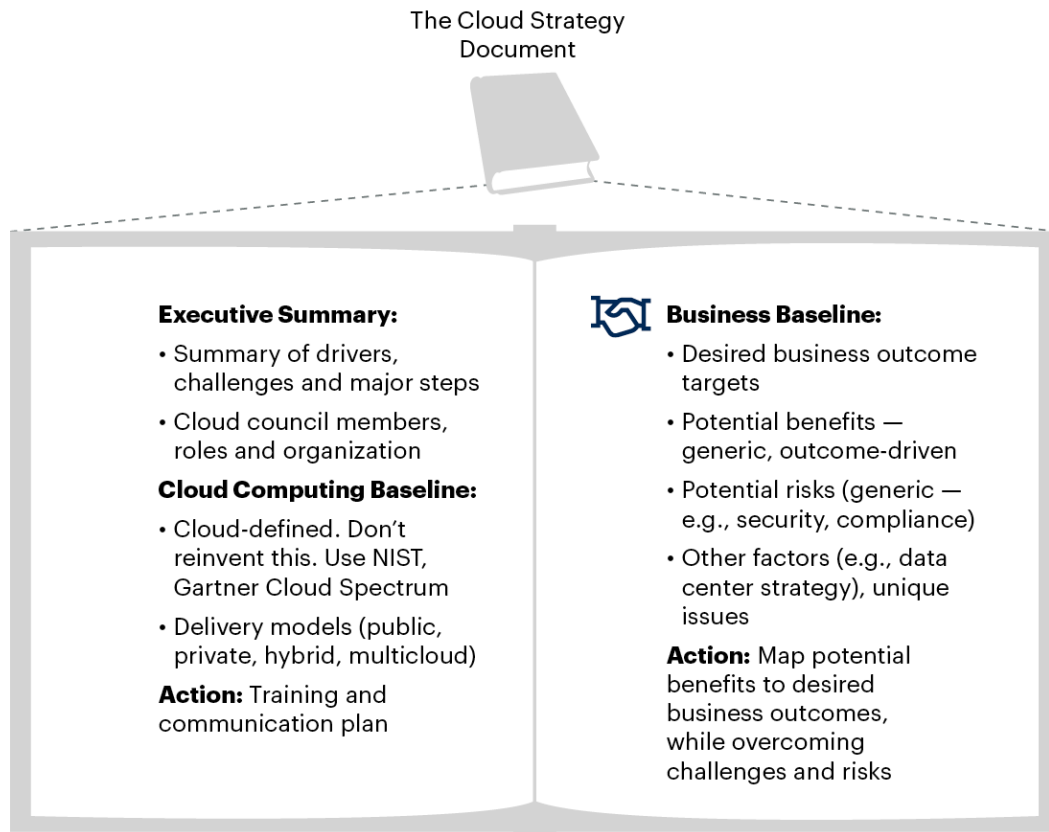 The Cloud Strategy
Document
Executive Summary:
• Summary of drivers,
challenges and major steps
• Cloud council members,
roles and organization
Cloud Computing Baseline:
• Cloud-defined. Don’t
reinvent this. Use NIST,
Gartner Cloud Spectrum
• Delivery models (public,
private, hybrid, multicloud)
Action: Training and
communication plan
Business Baseline:
• Desired business outcome
targets
• Potential benefits —
generic, outcome-driven
• Potential risks (generic —
e.g., security, compliance)
• Other factors (e.g., data
center strategy), unique
issues
Action: Map potential
benefits to desired
business outcomes,
while overcoming
challenges and risks